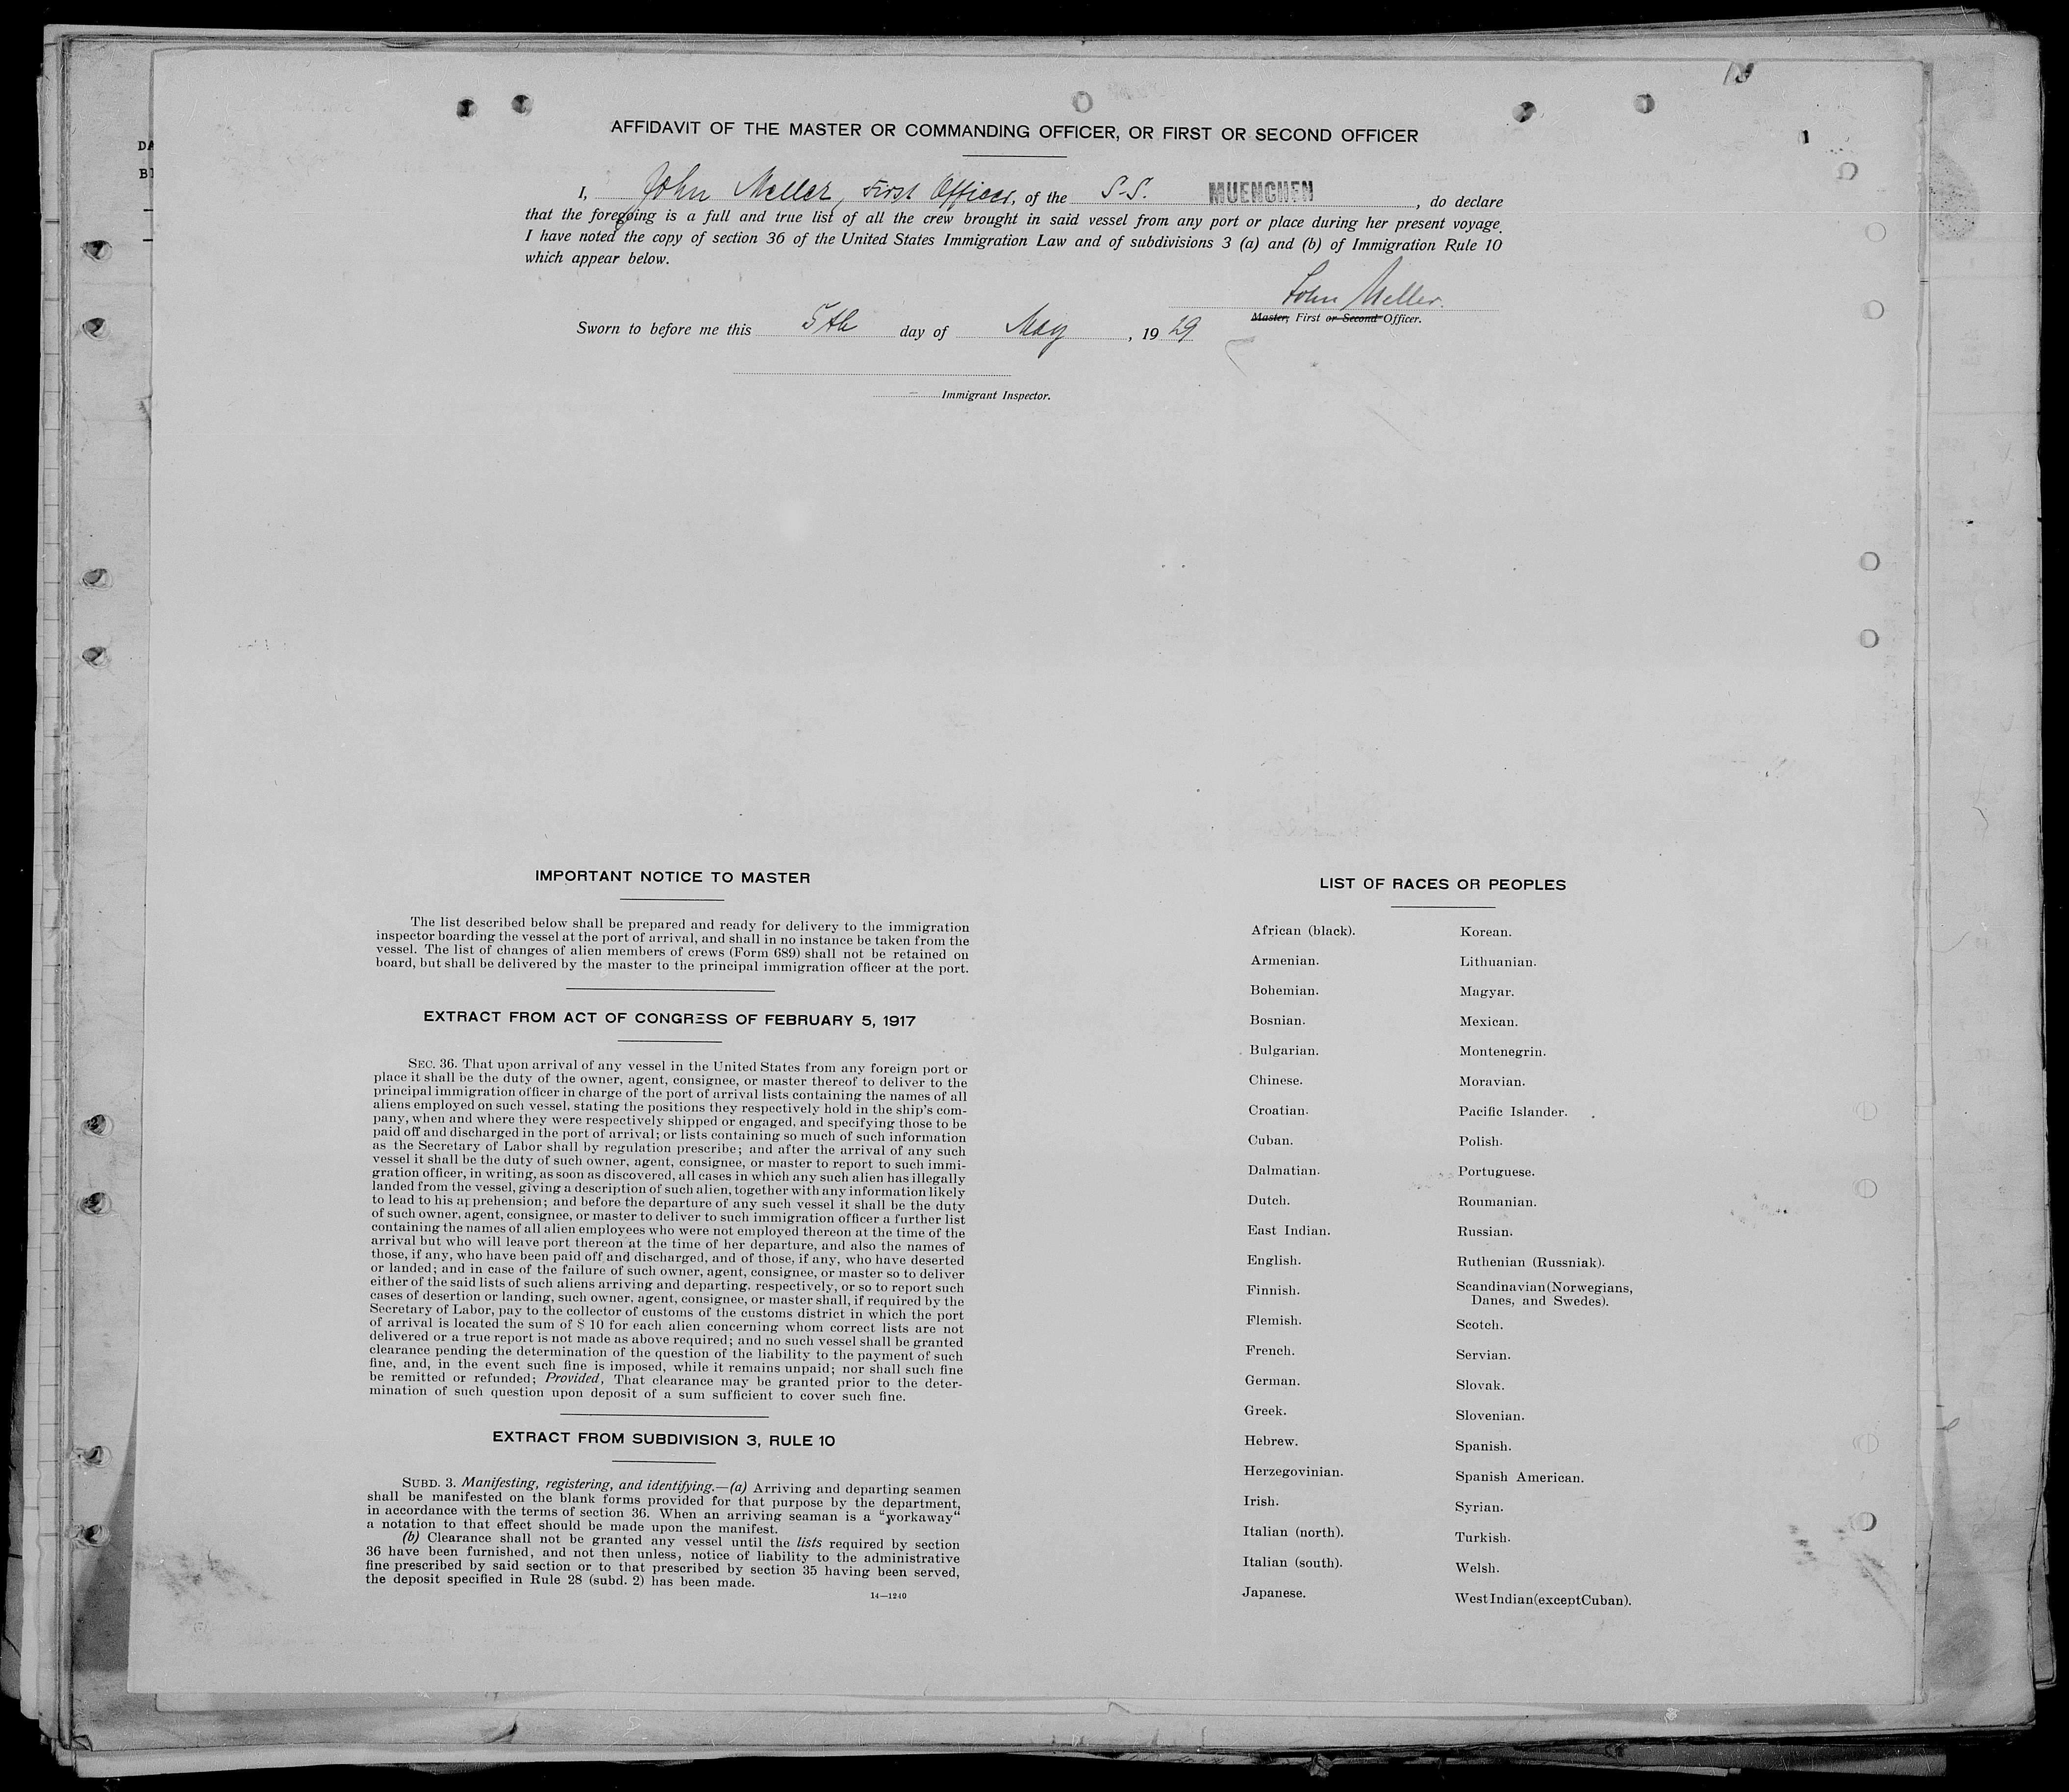 DA
BI
AFFIDAVIT OF THE MASTER OR COMMANDING OFFICER, OR FIRST OR SECOND OFFICER
1
I, John Meller, First Officer, of the S-S. MUENCHEN, do declare
that the foregoing is a full and true list of all the crew brought in said vessel from any port or place during her present voyage.
I have noted the copy of section 36 of the United States Immigration Law and of subdivisions 3 (a) and (b) of Immigration Rule 10
which appear below.
John Meller.
Master, First or Second Officer.
Sworn to before me this 5th day of May, 1929
Immigrant Inspector.
IMPORTANT NOTICE TO MASTER
The list described below shall be prepared and ready for delivery to the immigration
inspector boarding the vessel at the port of arrival, and shall in no instance be taken from the
vessel. The list of changes of alien members of crews (Form 689) shall not be retained on
board, but shall be delivered by the master to the principal immigration officer at the port.
EXTRACT FROM ACT OF CONGRESS OF FEBRUARY 5, 1917
SEC. 36. That upon arrival of any vessel in the United States from any foreign port or
place it shall be the duty of the owner, agent, consignee, or master thereof to deliver to the
principal immigration officer in charge of the port of arrival lists containing the names of all
aliens employed on such vessel, stating the positions they respectively hold in the ship's com-
pany, when and where they were respectively shipped or engaged, and specifying those to be
paid off and discharged in the port of arrival; or lists containing so much of such information
as the Secretary of Labor shall by regulation prescribe; and after the arrival of any such
vessel it shall be the duty of such owner, agent, consignee, or master to report to such immi-
gration officer, in writing, as soon as discovered, all cases in which any such alien has illegally
landed from the vessel, giving a description of such alien, together with any information likely
to lead to his apprehension; and before the departure of any such vessel it shall be the duty
of such owner, agent, consignee, or master to deliver to such immigration officer a further list
containing the names of all alien employees who were not employed thereon at the time of the
arrival but who will leave port thereon at the time of her departure, and also the names of
those, if any, who have been paid off and discharged, and of those, if any, who have deserted
or landed; and in case of the failure of such owner, agent, consignee, or master so to deliver
either of the said lists of such aliens arriving and departing, respectively, or so to report such
cases of desertion or landing, such owner, agent, consignee, or master shall, if required by the
Secretary of Labor, pay to the collector of customs of the customs district in which the port
of arrival is located the sum of $ 10 for each alien concerning whom correct lists are not
delivered or a true report is not made as above required; and no such vessel shall be granted
clearance pending the determination of the question of the liability to the payment of such
fine, and, in the event such fine is imposed, while it remains unpaid; nor shall such fine
be remitted or refunded; Provided, That clearance may be granted prior to the deter-
mination of such question upon deposit of a sum sufficient to cover such fine.
EXTRACT FROM SUBDIVISION 3, RULE 10
SUBD. 3. Manifesting, registering, and identifying.—(a) Arriving and departing seamen
shall be manifested on the blank forms provided for that purpose by the department,
in accordance with the terms of section 36. When an arriving seaman is a “workaway“
a notation to that effect should be made upon the manifest.
(b) Clearance shall not be granted any vessel until the lists required by section
36 have been furnished, and not then unless, notice of liability to the administrative
fine prescribed by said section or to that prescribed by section 35 having been served,
the deposit specified in Rule 28 (subd. 2) has been made.
14—1240
LIST OF RACES OR PEOPLES
African (black).
Armenian.
Bohemian.
Bosnian.
Bulgarian.
Chinese.
Croatian.
Cuban.
Dalmatian.
Dutch.
East Indian.
English.
Finnish.
Flemish.
French.
German.
Greek.
Hebrew.
Herzegovinian.
Irish.
Italian (north).
Italian (south).
Japanese.
Korean.
Lithuanian.
Magyar.
Mexican.
Montenegrin.
Moravian.
Pacific Islander.
Polish.
Portuguese.
Roumanian.
Russian.
Ruthenian (Russniak).
Scandinavian (Norwegians,
Danes, and Swedes).
Scotch.
Servian.
Slovak.
Slovenian.
Spanish.
Spanish American.
Syrian.
Turkish.
Welsh.
West Indian (except Cuban).